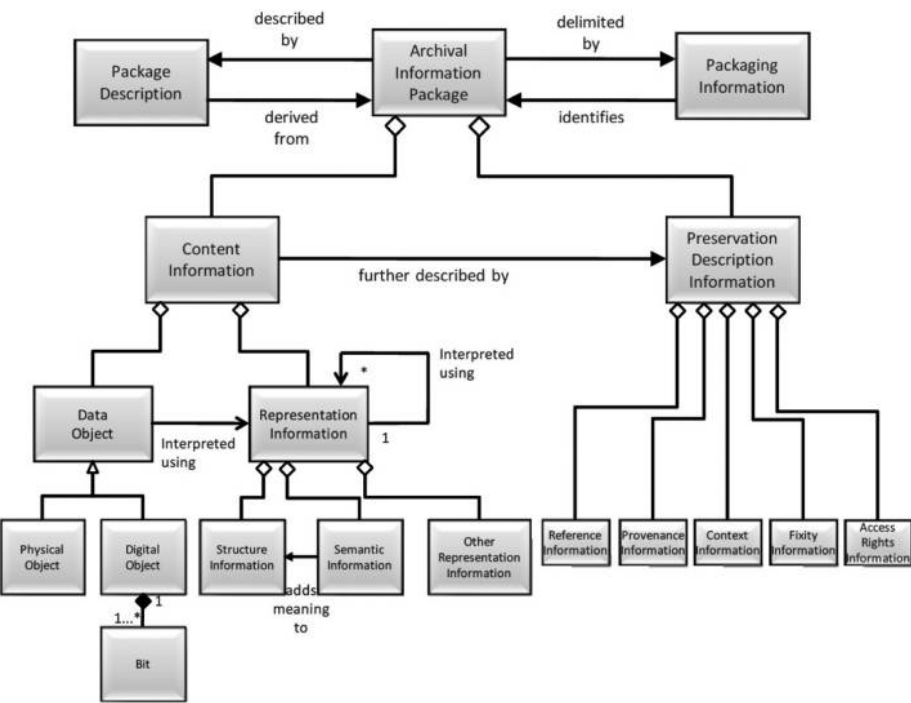 described
by
delimited
by
Package
Description
Archival
Information
Package
Packaging
Information
derived
from
identifies
Content
Information
further described by
Preservation
Description
Information
Data
Object
Interpreted
using
Representation
Information
*
1
Interpreted
using
Physical
Object
Digital
Object
Structure
Information
Semantic
Information
Other
Representation
Information
Reference
Information
Provenance
Information
Context
Information
Fixity
Information
Access
Rights
Information
adds
meaning
to
1
1...*
Bit